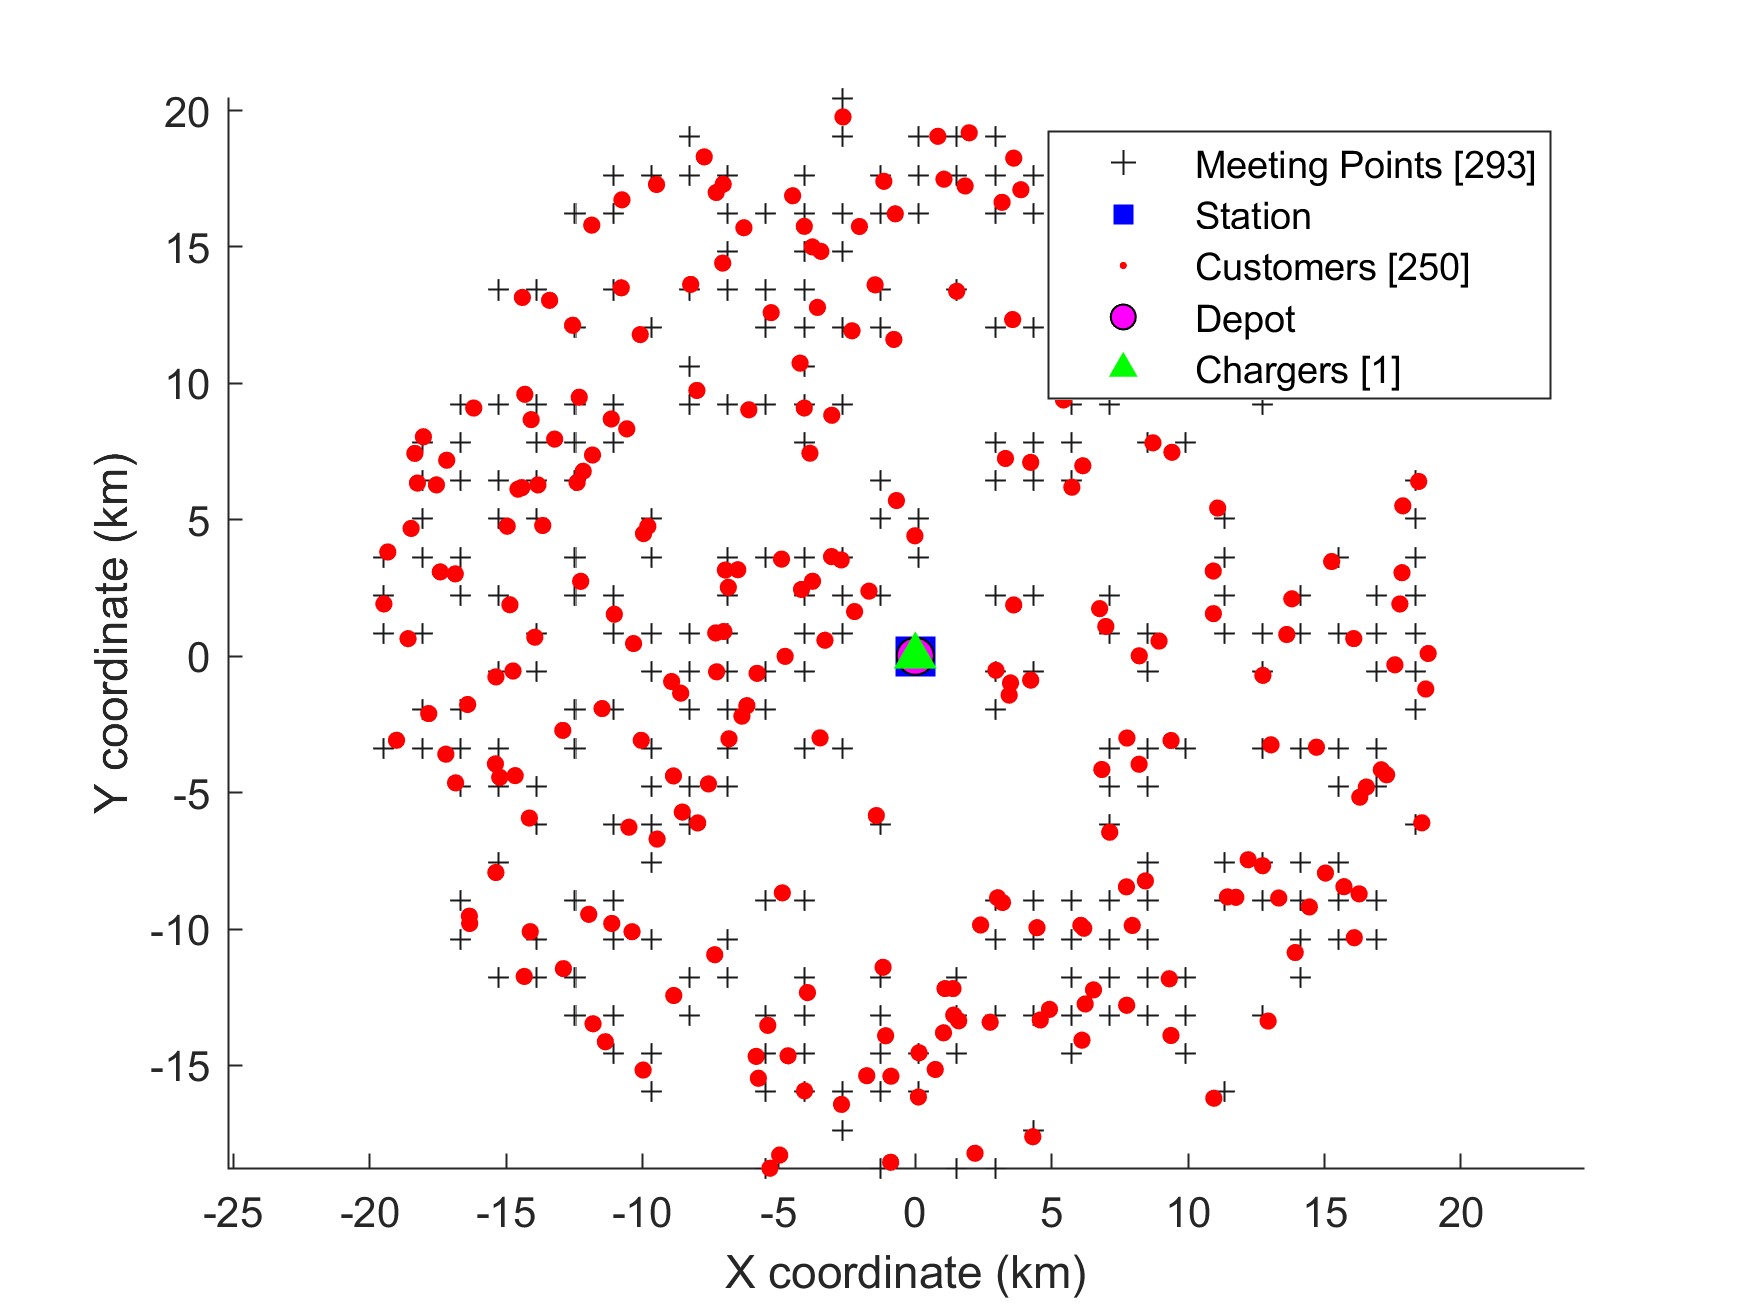 20
15
10
5
0
-5
-10
-15
Y coordinate (km)
Meeting Points [293]
Station
Customers [250]
Depot
Chargers [1]
-25 -20 -15 -10 -5 0 5 10 15 20
X coordinate (km)